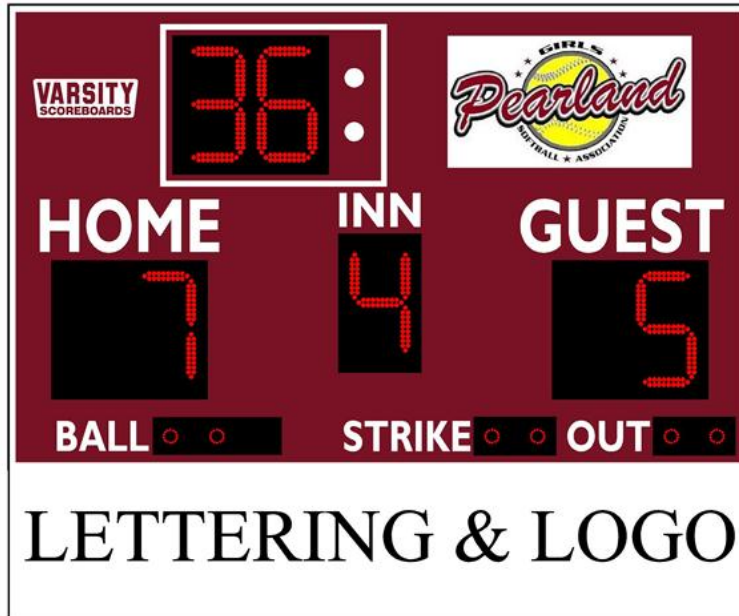 36:
VARSITY
SCOREBOARDS
GIRLS
Pearland
SOFTBALL ★ ASSOCIATION
HOME INN GUEST
7 4 5
BALL STRIKE OUT
LETTERING & LOGO